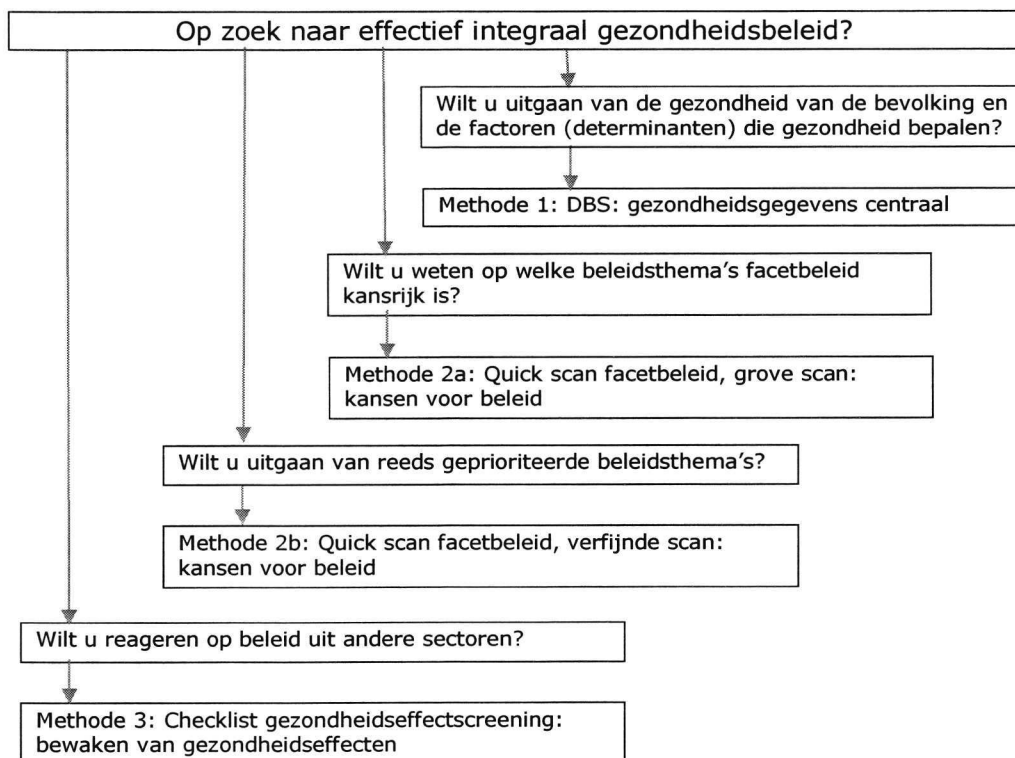 Op zoek naar effectief integraal gezondheidsbeleid?
Wilt u uitgaan van de gezondheid van de bevolking en
de factoren (determinanten) die gezondheid bepalen?
Methode 1: DBS: gezondheidsgegevens centraal
Wilt u weten op welke beleidsthema's facetbeleid
kansrijk is?
Methode 2a: Quick scan facetbeleid, grove scan:
kansen voor beleid
Wilt u uitgaan van reeds geprioriteerde beleidsthema's?
Methode 2b: Quick scan facetbeleid, verfijnde scan:
kansen voor beleid
Wilt u reageren op beleid uit andere sectoren?
Methode 3: Checklist gezondheidseffectscreening:
bewaken van gezondheidseffecten